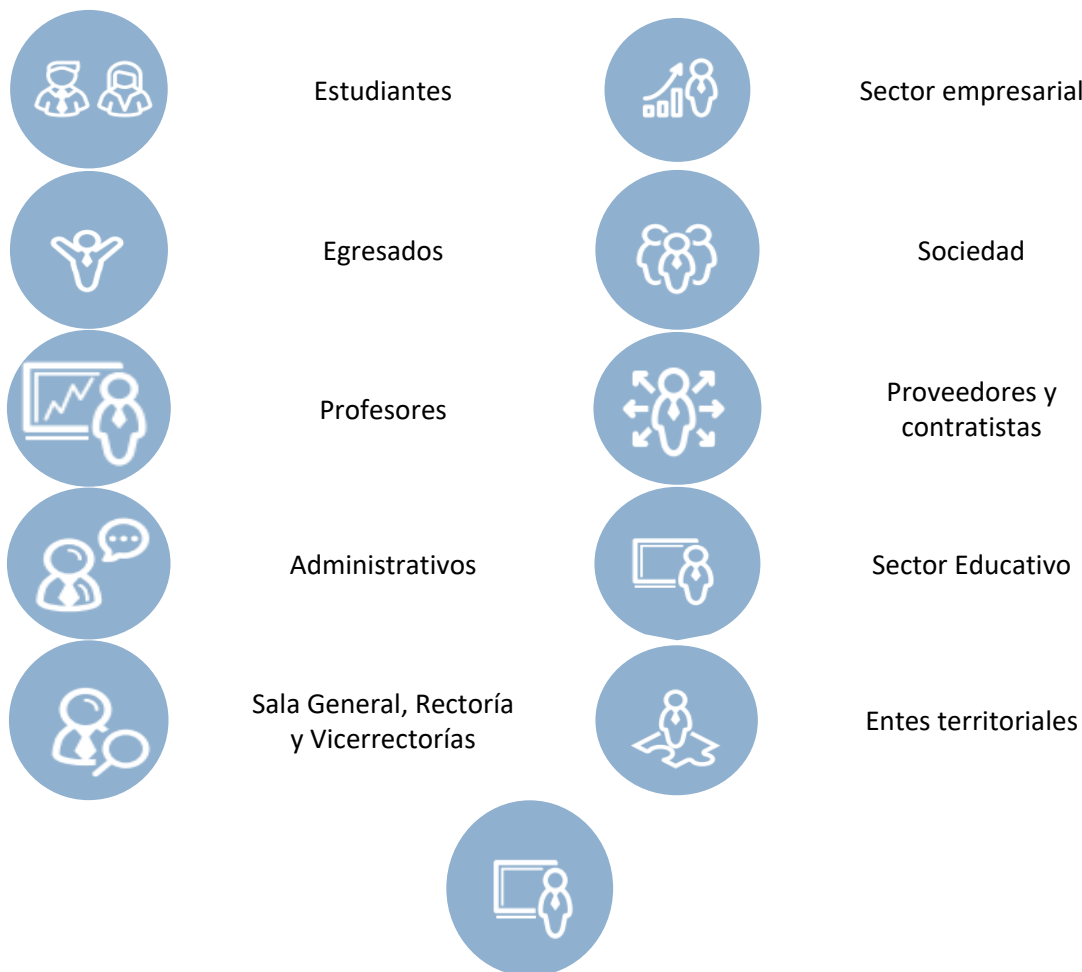 Estudiantes
Sector empresarial
Egresados
Sociedad
Profesores
Proveedores y
contratistas
Administrativos
Sector Educativo
Sala General, Rectoría
y Vicerrectorías
Entes territoriales